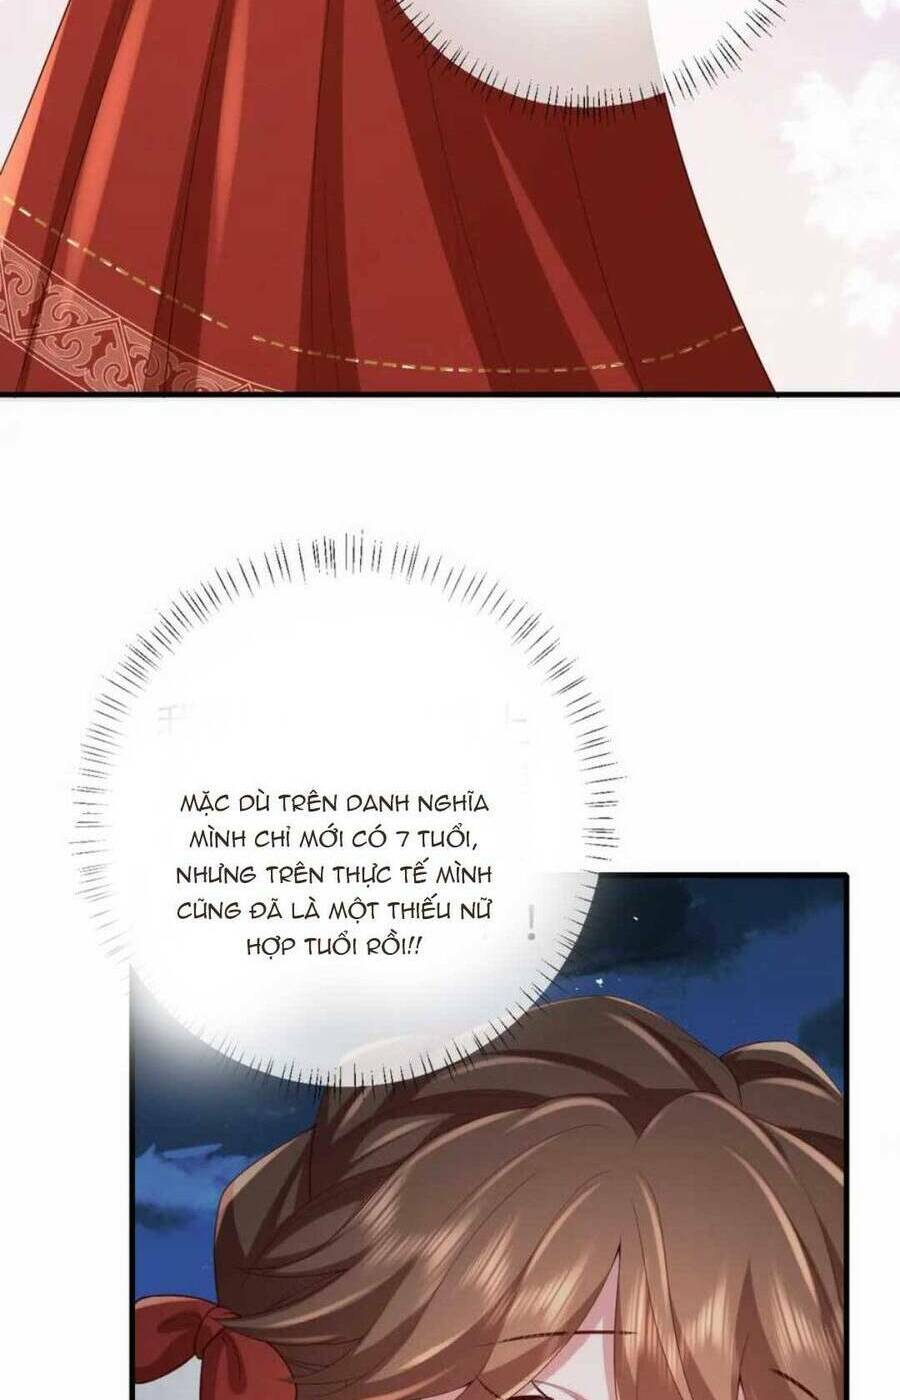 MẶC DÙ TRÊN DANH NGHĨA
MÌNH CHỈ MỚI CÓ 7 TUỔI,
NHƯNG TRÊN THỰC TẾ MÌNH
CŨNG ĐÃ LÀ MỘT THIẾU NỮ
HỢP TUỔI RỒI!!